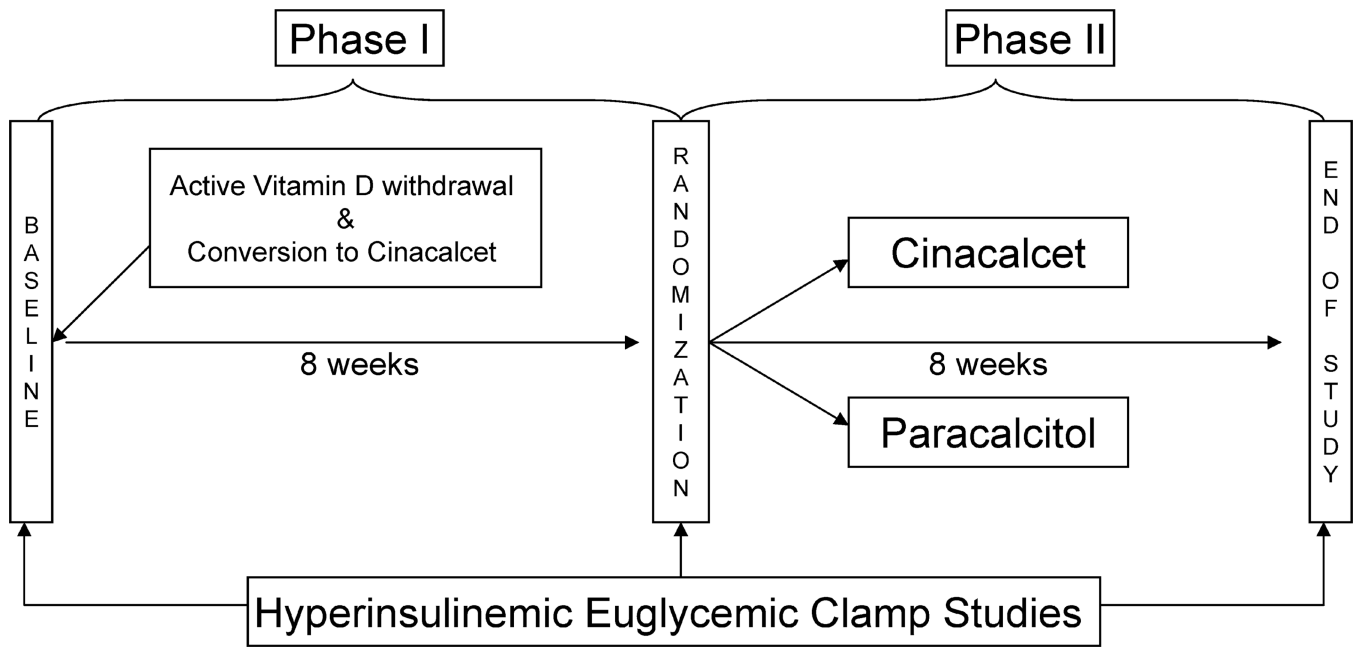 Phase I
Phase II
BASELINE
Active Vitamin D withdrawal
&
Conversion to Cinacalcet
8 weeks
RANDOMIZATION
Cinacalcet
8 weeks
Paracalcitol
END OF STUDY
Hyperinsulinemic Euglycemic Clamp Studies